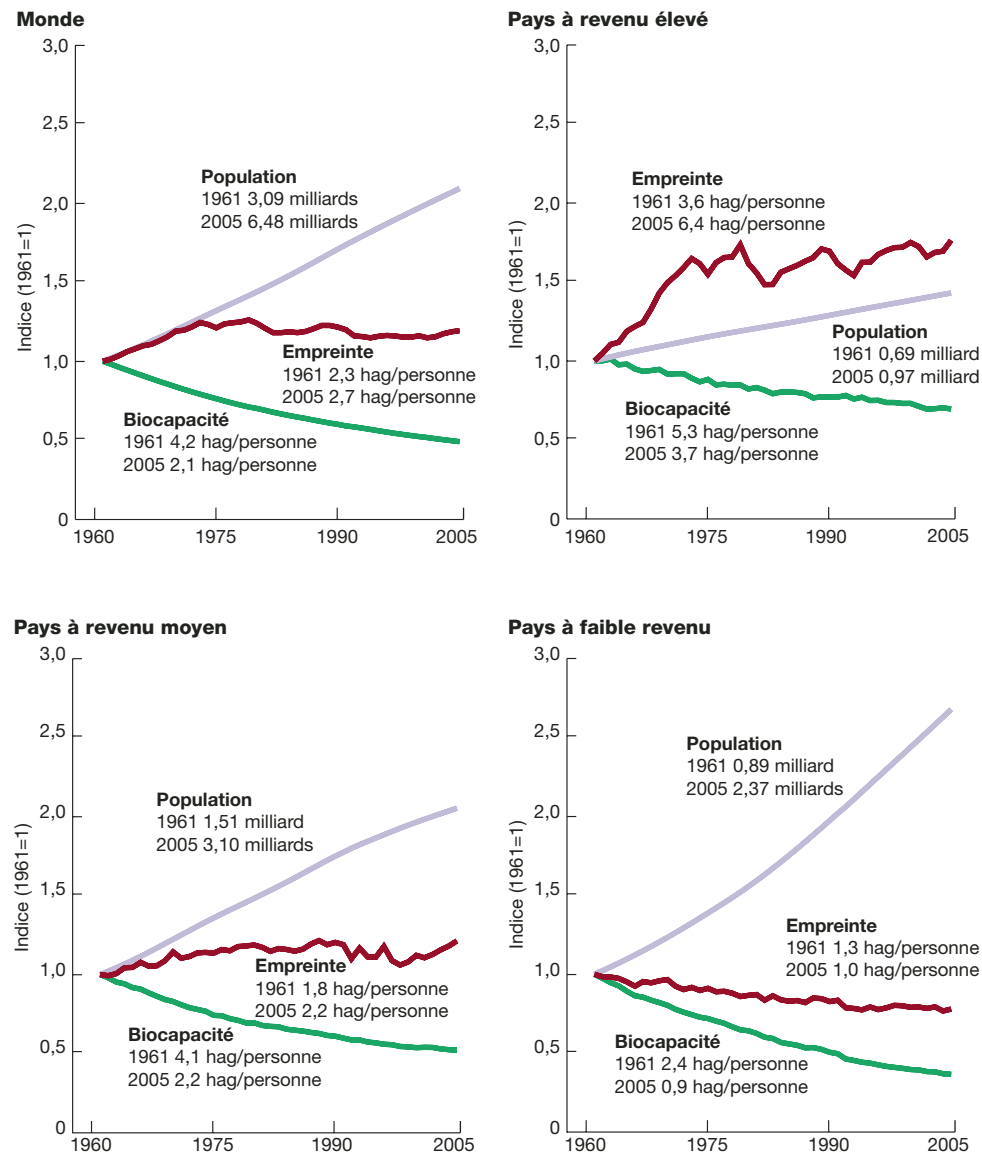 Monde
3,0
2,5
2,0
1,5
1,0
0,5
0
Indice (1961=1)
Population
1961 3,09 milliards
2005 6,48 milliards
Empreinte
1961 2,3 hag/personne
2005 2,7 hag/personne
Biocapacité
1961 4,2 hag/personne
2005 2,1 hag/personne
1960 1975 1990 2005
Pays à revenu élevé
3,0
2,5
2,0
1,5
1,0
0,5
0
Indice (1961=1)
Empreinte
1961 3,6 hag/personne
2005 6,4 hag/personne
Population
1961 0,69 milliard
2005 0,97 milliard
Biocapacité
1961 5,3 hag/personne
2005 3,7 hag/personne
1960 1975 1990 2005
Pays à revenu moyen
3,0
2,5
2,0
1,5
1,0
0,5
0
Indice (1961=1)
Population
1961 1,51 milliard
2005 3,10 milliards
Empreinte
1961 1,8 hag/personne
2005 2,2 hag/personne
Biocapacité
1961 4,1 hag/personne
2005 2,2 hag/personne
1960 1975 1990 2005
Pays à faible revenu
3,0
2,5
2,0
1,5
1,0
0,5
0
Indice (1961=1)
Population
1961 0,89 milliard
2005 2,37 milliards
Empreinte
1961 1,3 hag/personne
2005 1,0 hag/personne
Biocapacité
1961 2,4 hag/personne
2005 0,9 hag/personne
1960 1975 1990 2005